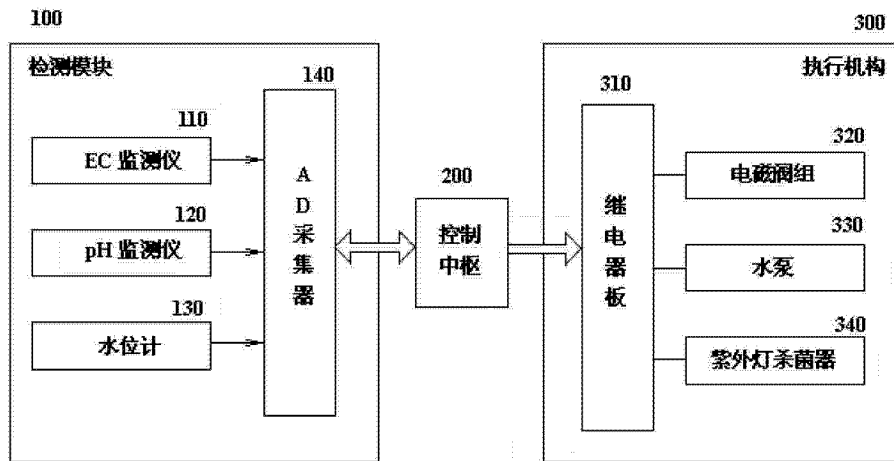 100
检测模块
110
EC 监测仪
120
pH 监测仪
130
水位计
140
AD采集器
200
控制
中枢
300
执行机构
310
继电器板
320
电磁阀组
330
水泵
340
紫外灯杀菌器